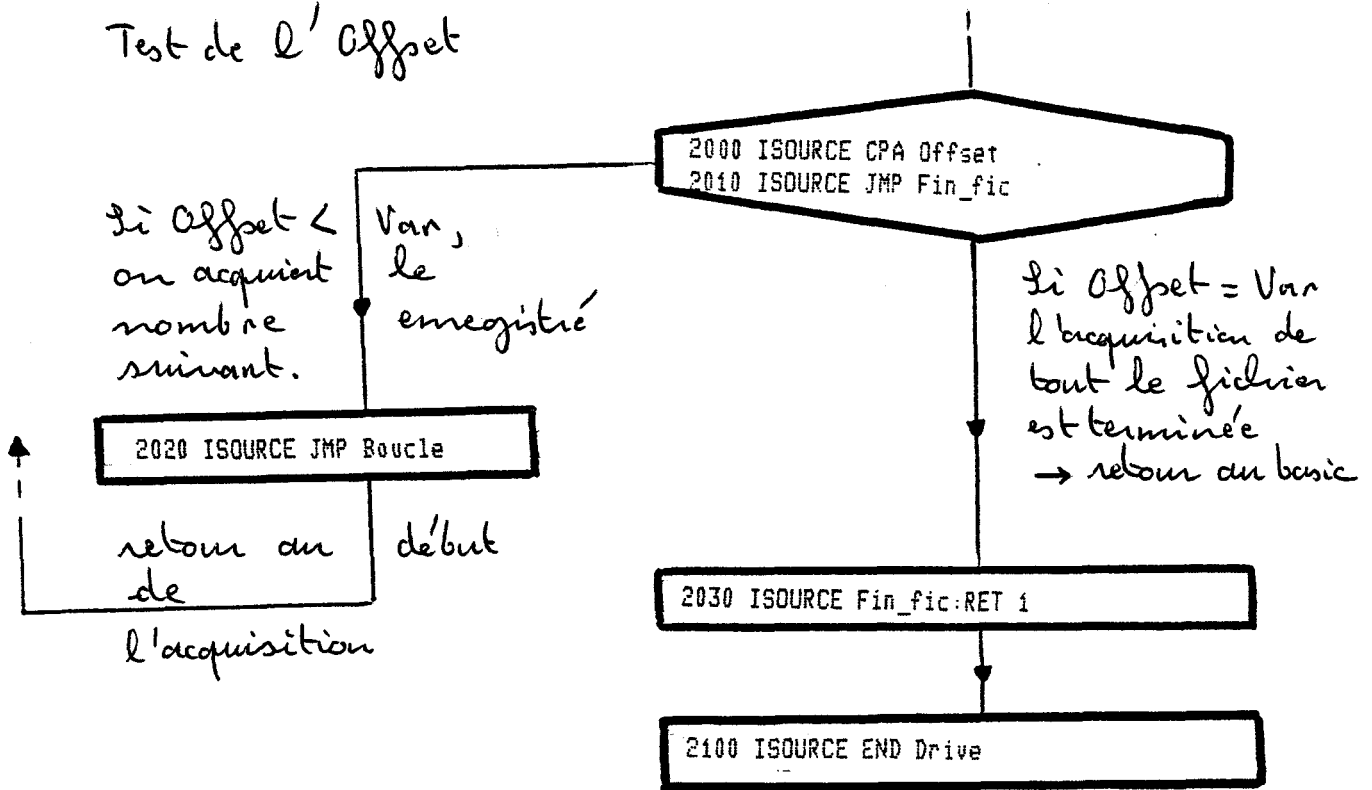 Test de l'Offset
2000 ISOURCE CPA Offset
2010 ISOURCE JMP Fin_fic
Si Offset < Var,
on acquiert le
nombre enregistré
suivant.
Si Offset = Var
l'acquisition de
tout le fichier
est terminée
→ retour au basic
2020 ISOURCE JMP Boucle
retour au début
de
l'acquisition
2030 ISOURCE Fin_fic:RET 1
2100 ISOURCE END Drive